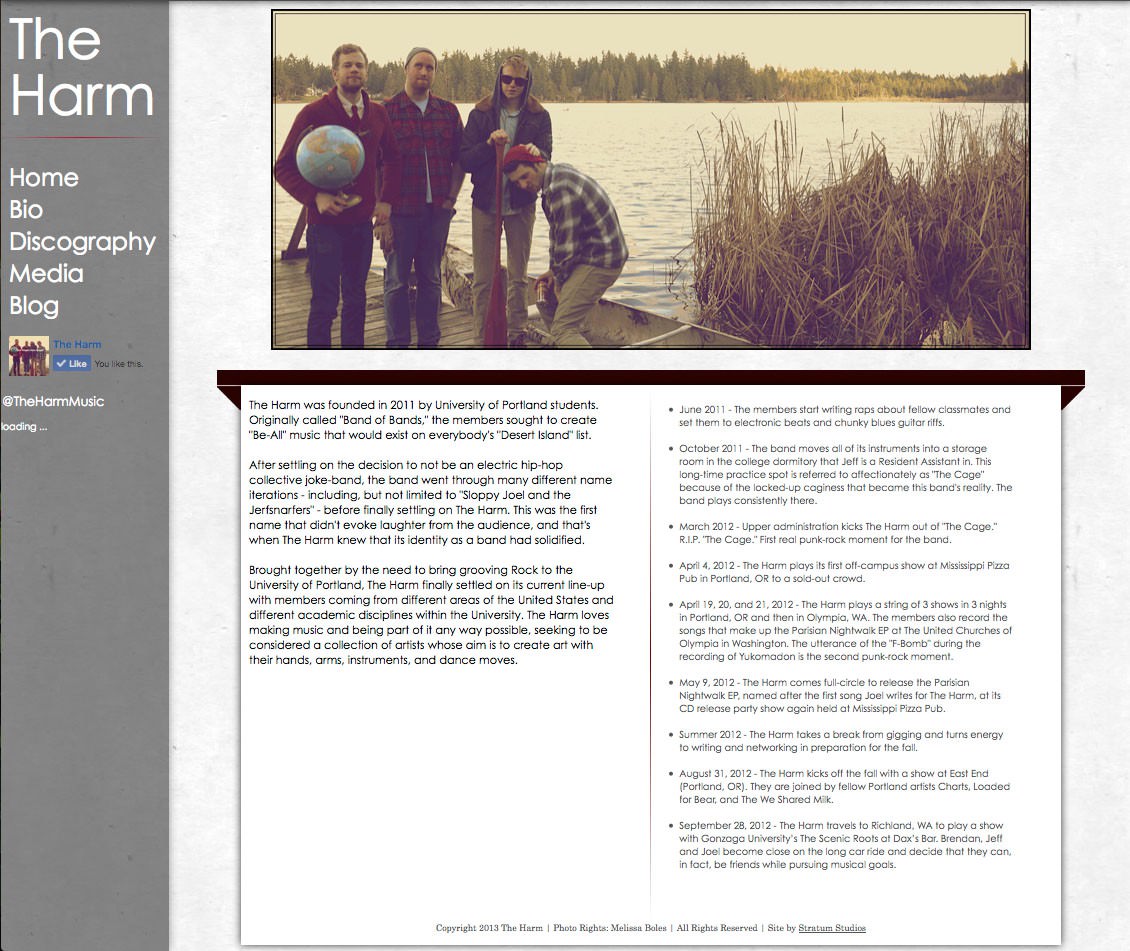 The
Harm
Home
Bio
Discography
Media
Blog
The Harm
Like You like this.
@TheHarmMusic
loading ...
The Harm was founded in 2011 by University of Portland students.
Originally called "Band of Bands," the members sought to create
"Be-All" music that would exist on everybody's "Desert Island" list.
After settling on the decision to not be an electric hip-hop
collective joke-band, the band went through many different name
iterations - including, but not limited to "Sloppy Joel and the
Jerfsnarfers" - before finally settling on The Harm. This was the first
name that didn't evoke laughter from the audience, and that's
when The Harm knew that its identity as a band had solidified.
Brought together by the need to bring grooving Rock to the
University of Portland, The Harm finally settled on its current line-up
with members coming from different areas of the United States and
different academic disciplines within the University. The Harm loves
making music and being part of it any way possible, seeking to be
considered a collection of artists whose aim is to create art with
their hands, arms, instruments, and dance moves.
• June 2011 - The members start writing raps about fellow classmates and
set them to electronic beats and chunky blues guitar riffs.
• October 2011 - The band moves all of its instruments into a storage
room in the college dormitory that Jeff is a Resident Assistant in. This
long-time practice spot is referred to affectionately as "The Cage"
because of the locked-up caginess that became this band's reality. The
band plays consistently there.
• March 2012 - Upper administration kicks The Harm out of "The Cage."
R.I.P. "The Cage." First real punk-rock moment for the band.
• April 4, 2012 - The Harm plays its first off-campus show at Mississippi Pizza
Pub in Portland, OR to a sold-out crowd.
• April 19, 20, and 21, 2012 - The Harm plays a string of 3 shows in 3 nights
in Portland, OR and then in Olympia, WA. The members also record the
songs that make up the Parisian Nightwalk EP at The United Churches of
Olympia in Washington. The utterance of the "F-Bomb" during the
recording of Yukomadon is the second punk-rock moment.
• May 9, 2012 - The Harm comes full-circle to release the Parisian
Nightwalk EP, named after the first song Joel writes for The Harm, at its
CD release party show again held at Mississippi Pizza Pub.
• Summer 2012 - The Harm takes a break from gigging and turns energy
to writing and networking in preparation for the fall.
• August 31, 2012 - The Harm kicks off the fall with a show at East End
(Portland, OR). They are joined by fellow Portland artists Charts, Loaded
for Bear, and The We Shared Milk.
• September 28, 2012 - The Harm travels to Richland, WA to play a show
with Gonzaga University's The Scenic Roots at Dax's Bar. Brendan, Jeff
and Joel become close on the long car ride and decide that they can,
in fact, be friends while pursuing musical goals.
Copyright 2013 The Harm | Photo Rights: Melissa Boles | All Rights Reserved | Site by Stratum Studios